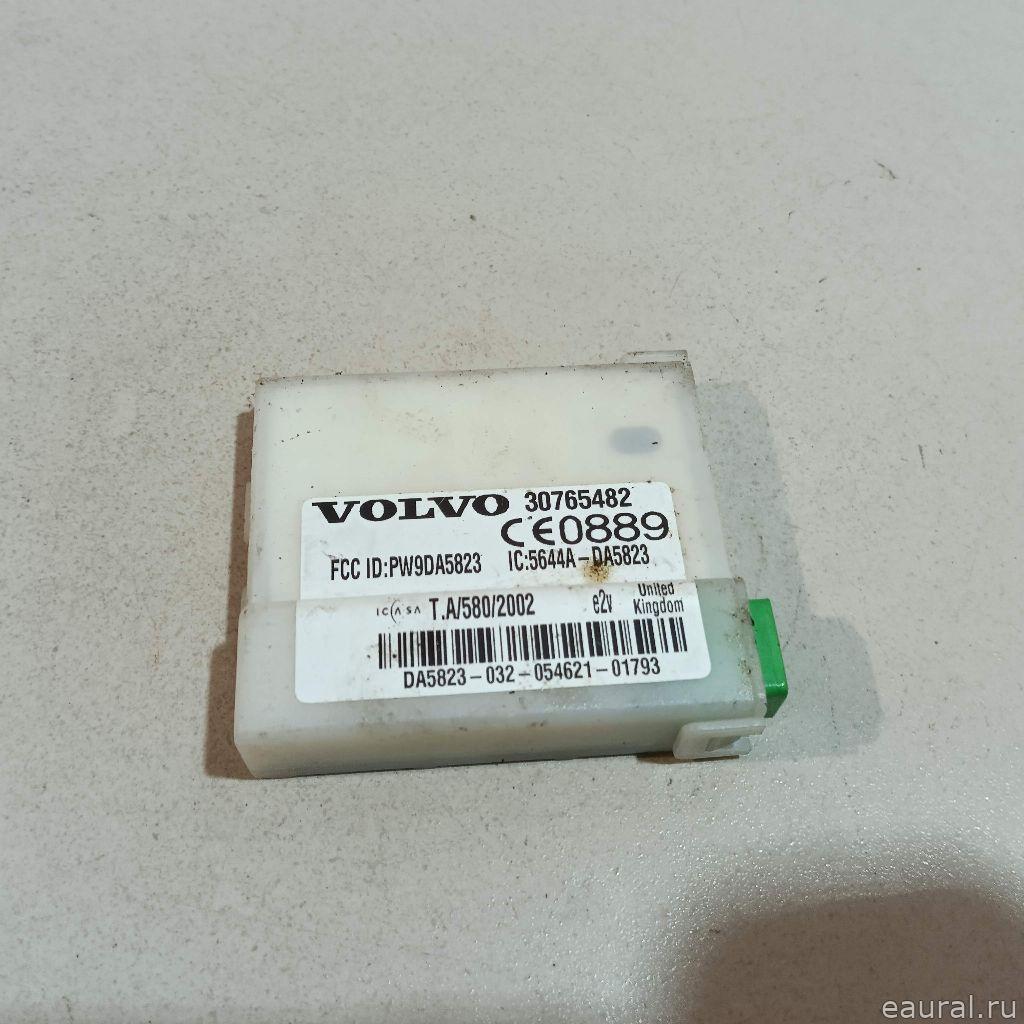 VOLVO 30765482
CE0889
FCC ID:PW9DA5823 IC:5644A-DA5823
ICASA T.A/580/2002 e2v United Kingdom
DA5823-032-054621-01793
eaural.ru